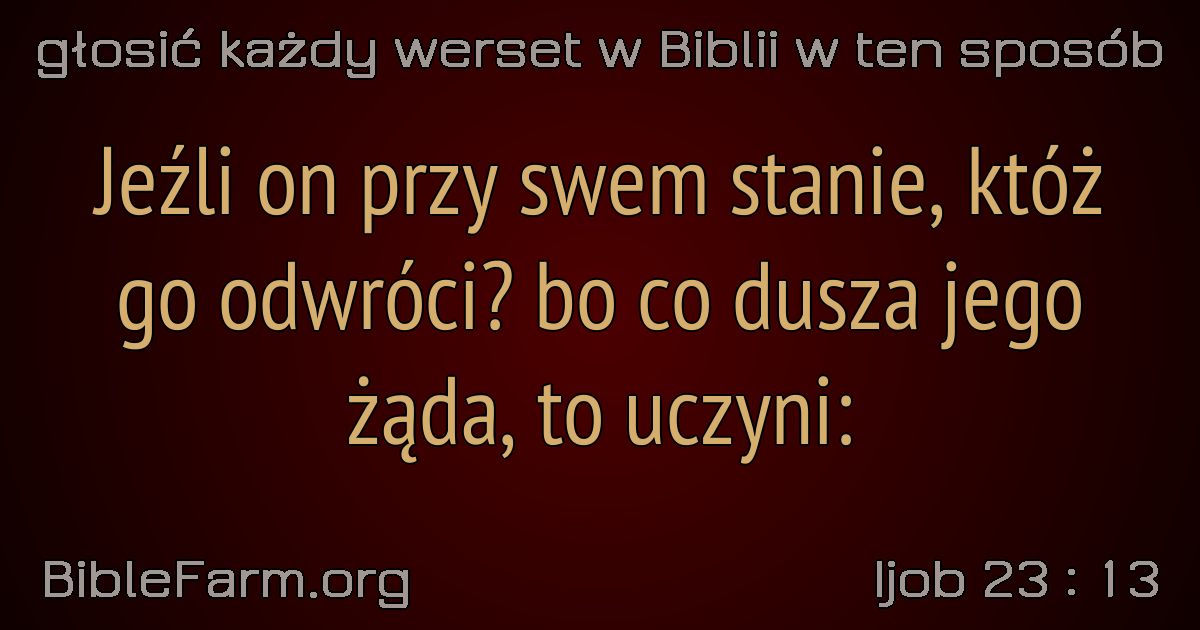 głosić każdy werset w Biblii w ten sposób
Jeźli on przy swem stanie, któż
go odwróci? bo co dusza jego
żąda, to uczyni:
BibleFarm.org
Ijob 23 : 13